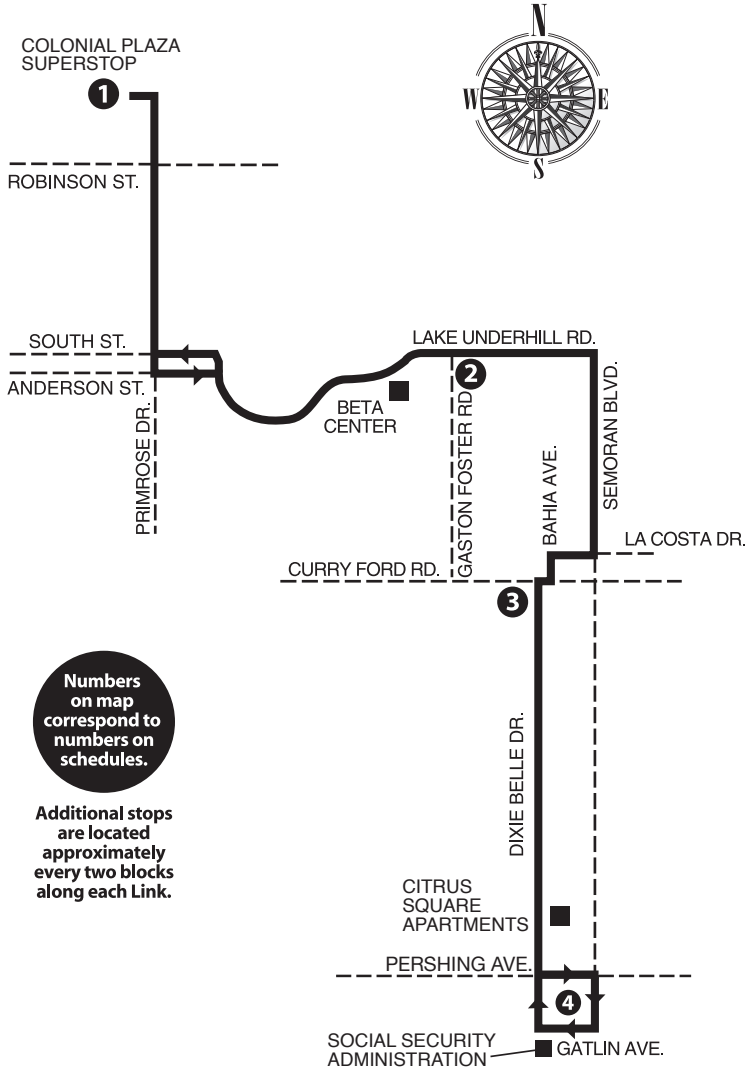 N
W
E
S
COLONIAL PLAZA
SUPERSTOP
1
ROBINSON ST.
SOUTH ST.
ANDERSON ST.
PRIMROSE DR.
LAKE UNDERHILL RD.
2
BETA
CENTER
GASTON FOSTER RD
BAHIA AVE.
SEMORAN BLVD.
LA COSTA DR.
CURRY FORD RD.
3
Numbers
on map
correspond to
numbers on
schedules.
Additional stops
are located
approximately
every two blocks
along each Link.
DIXIE BELLE DR.
CITRUS
SQUARE
APARTMENTS
PERSHING AVE.
4
SOCIAL SECURITY
ADMINISTRATION
GATLIN AVE.